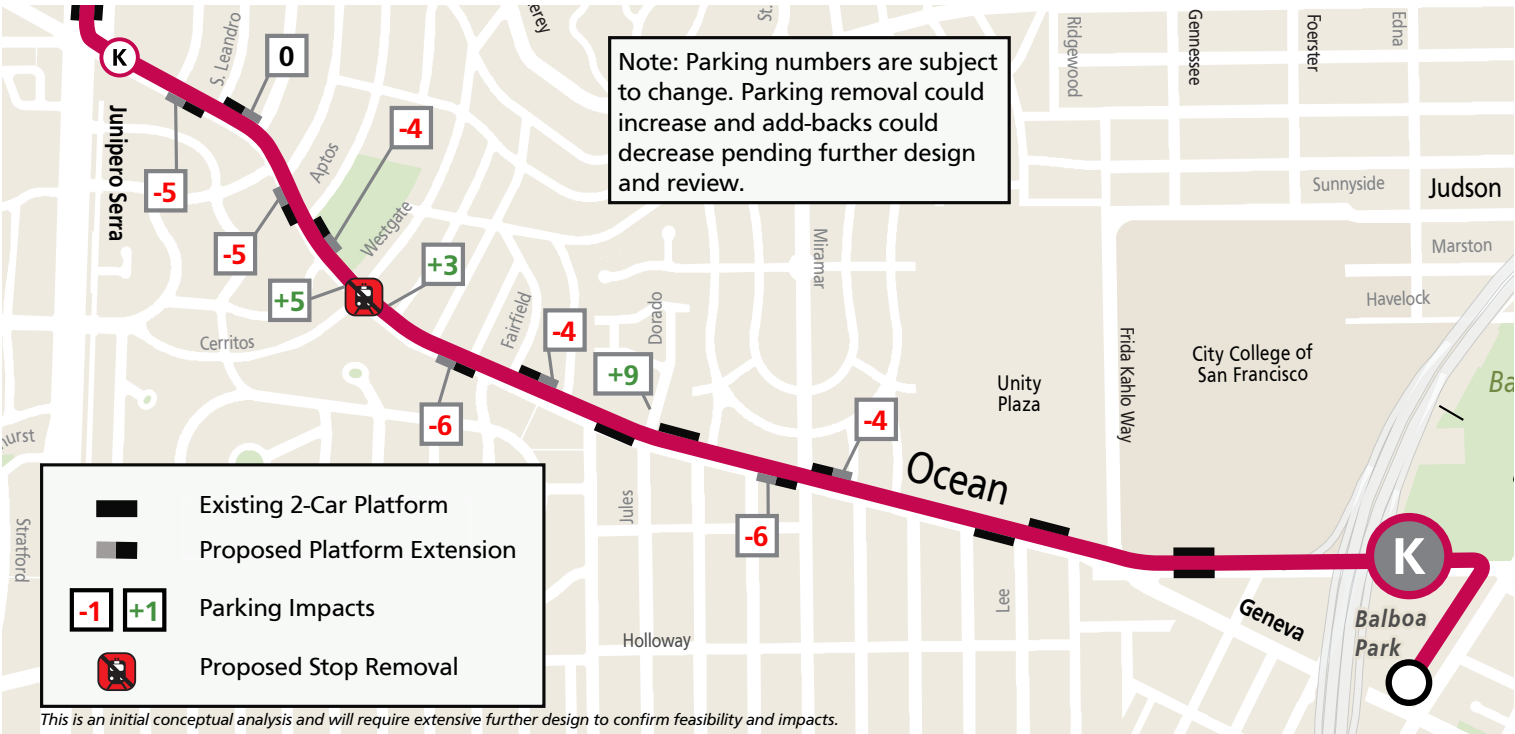 S. Leandro
erey
St.
Ridgewood
Gennessee
Foerster
Edna
K
0
Note: Parking numbers are subject
to change. Parking removal could
increase and add-backs could
decrease pending further design
and review.
Junipero Serra
-4
Aptos
-5
Sunnyside
Judson
Westgate
-5
Miramar
Marston
+3
+5
Havelock
Fairfield
Dorado
Cerritos
-4
Frida Kahlo Way
City College of
San Francisco
+9
Unity
Plaza
Ba
-6
-4
urst
Ocean
Existing 2-Car Platform
Jules
Stratford
-6
Proposed Platform Extension
K
-1 +1 Parking Impacts
Lee
Geneva
Balboa
Park
Holloway
Proposed Stop Removal
This is an initial conceptual analysis and will require extensive further design to confirm feasibility and impacts.